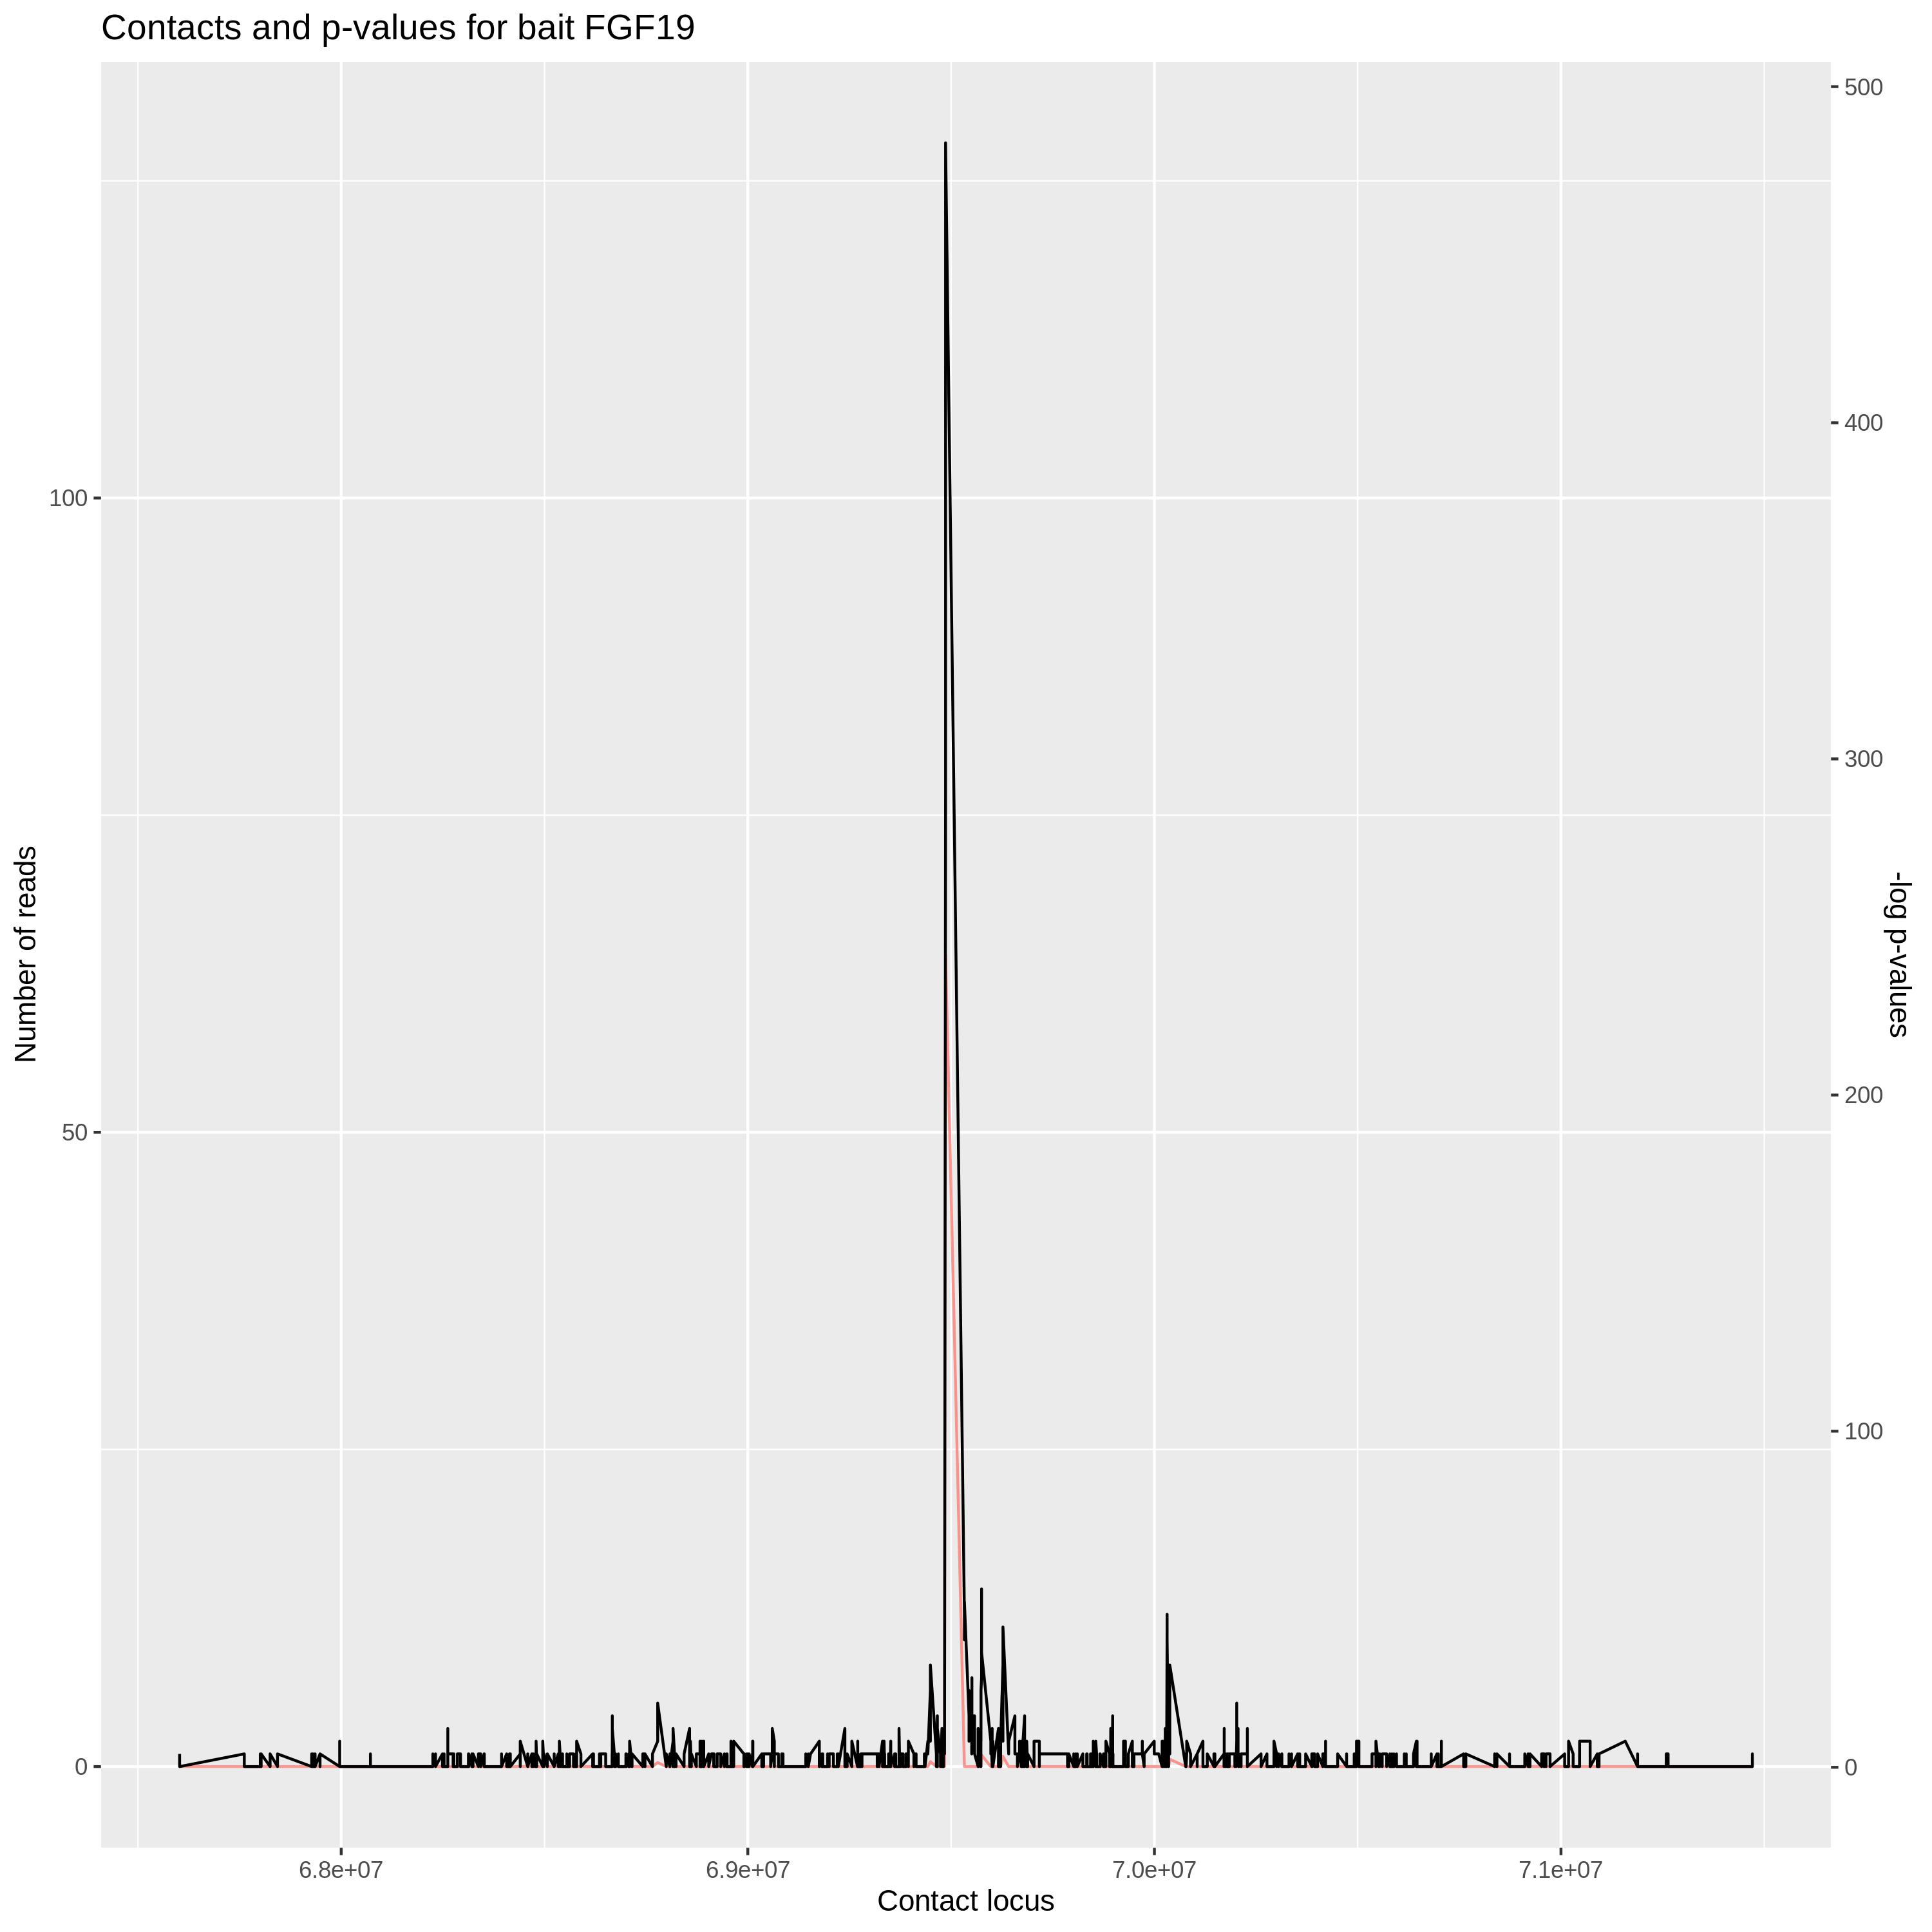 Contacts and p-values for bait FGF19
Number of reads
100
50
0
500
400
300
200
100
0
-log p-values
6.8e+07
6.9e+07
7.0e+07
7.1e+07
Contact locus